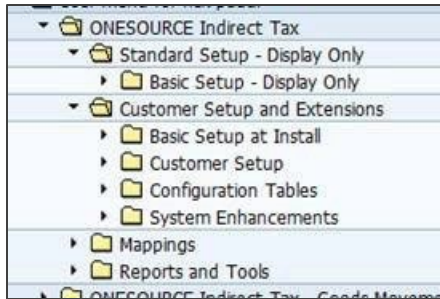 ONESOURCE Indirect Tax
Standard Setup - Display Only
Basic Setup - Display Only
Customer Setup and Extensions
Basic Setup at Install
Customer Setup
Configuration Tables
System Enhancements
Mappings
Reports and Tools
ONESOURCE Indirect Tax - Goods